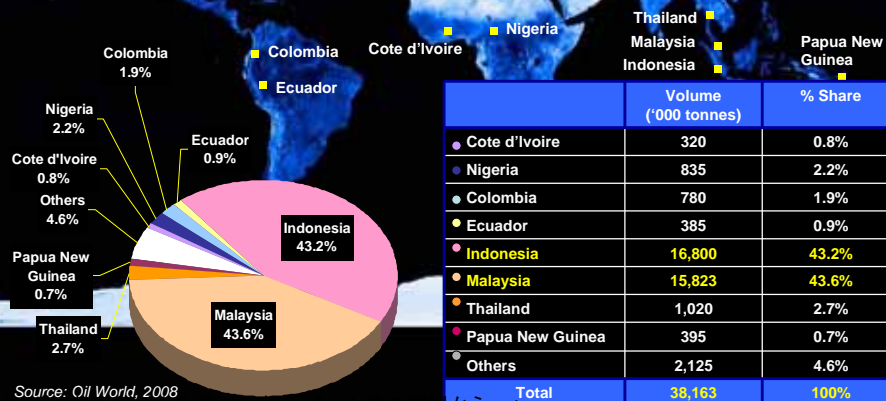 Colombia
Ecuador
Cote d'Ivoire
Nigeria
Thailand
Malaysia
Indonesia
Papua New
Guinea
Colombia
1.9%
Nigeria
2.2%
Cote d'Ivoire
0.8%
Others
4.6%
Papua New
Guinea
0.7%
Thailand
2.7%
Ecuador
0.9%
Indonesia
43.2%
Malaysia
43.6%
Volume % Share
('000 tonnes)
Cote d'Ivoire 320 0.8%
Nigeria 835 2.2%
Colombia 780 1.9%
Ecuador 385 0.9%
Indonesia 16,800 43.2%
Malaysia 15,823 43.6%
Thailand 1,020 2.7%
Papua New Guinea 395 0.7%
Others 2,125 4.6%
Total 38,163 100%
Source: Oil World, 2008